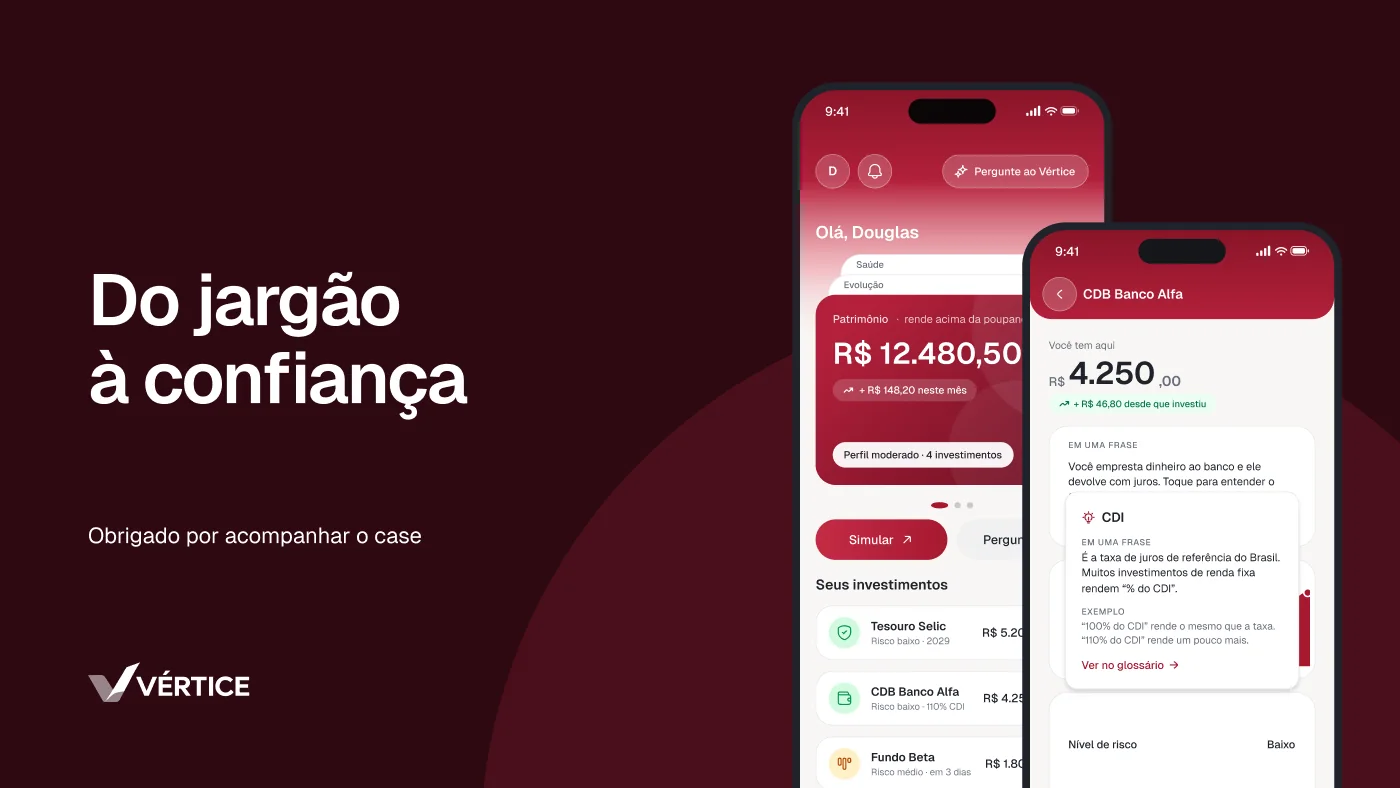 Do jargão
à confiança
Obrigado por acompanhar o case
VÉRTICE
9:41
D
Pergunte ao Vértice
Olá, Douglas
Saúde
Evolução
Patrimônio · rende acima da poupan
R$ 12.480,50
+ R$ 148,20 neste mês
Perfil moderado · 4 investimentos
Simular
Pergun
Seus investimentos
Tesouro Selic
Risco baixo · 2029
R$ 5.20
CDB Banco Alfa
Risco baixo · 110% CDI
R$ 4.25
Fundo Beta
Risco médio · em 3 dias
R$ 1.80
9:41
CDB Banco Alfa
Você tem aqui
R$ 4.250 ,00
+ R$ 46,80 desde que investiu
EM UMA FRASE
Você empresta dinheiro ao banco e ele
devolve com juros. Toque para entender o
CDI
EM UMA FRASE
É a taxa de juros de referência do Brasil.
Muitos investimentos de renda fixa
rendem “% do CDI”.
EXEMPLO
“100% do CDI” rende o mesmo que a taxa.
“110% do CDI” rende um pouco mais.
Ver no glossário
Nível de risco
Baixo